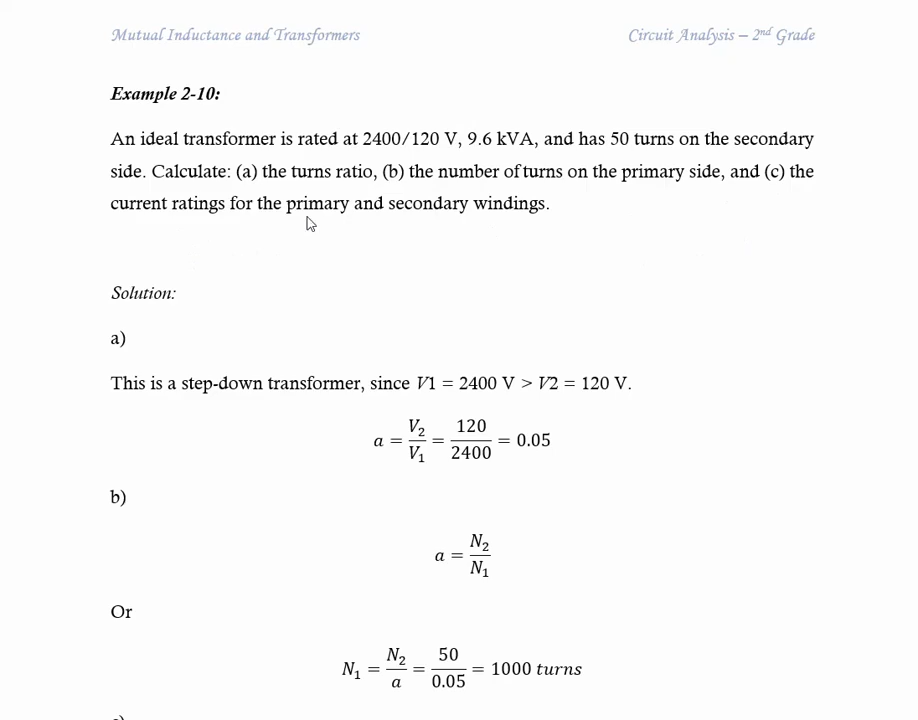 Mutual Inductance and Transformers Circuit Analysis – 2nd Grade
Example 2-10:
An ideal transformer is rated at 2400/120 V, 9.6 kVA, and has 50 turns on the secondary
side. Calculate: (a) the turns ratio, (b) the number of turns on the primary side, and (c) the
current ratings for the primary and secondary windings.
Solution:
a)
This is a step-down transformer, since V1 = 2400 V > V2 = 120 V.
a = V₂/V₁ = 120/2400 = 0.05
b)
a = N₂/N₁
Or
N₁ = N₂/a = 50/0.05 = 1000 turns